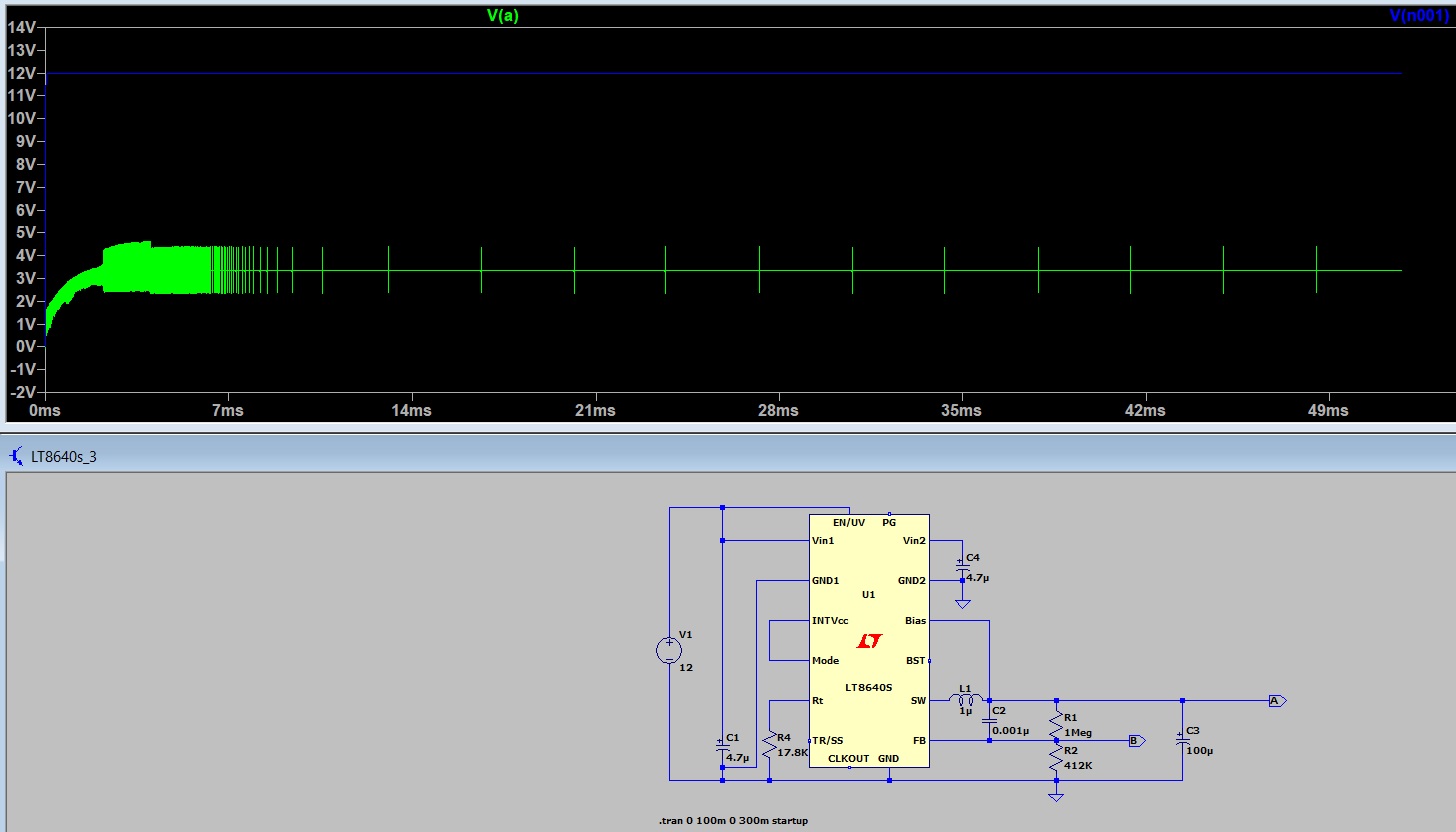 V(a) V(n001)
14V
13V
12V
11V
10V
9V
8V
7V
6V
5V
4V
3V
2V
1V
0V
-1V
-2V
0ms 7ms 14ms 21ms 28ms 35ms 42ms 49ms
LT8640s_3
EN/UV PG
Vin1 Vin2
C4
4.7µ
GND1 GND2
U1
INTVcc Bias
V1
12
Mode BST
LT8640S
L1
1µ
Rt SW
C2
0.001µ
R1
1Meg
C1
4.7µ
R4
17.8K
TR/SS FB
B
A
C3
100µ
R2
412K
CLKOUT GND
.tran 0 100m 0 300m startup